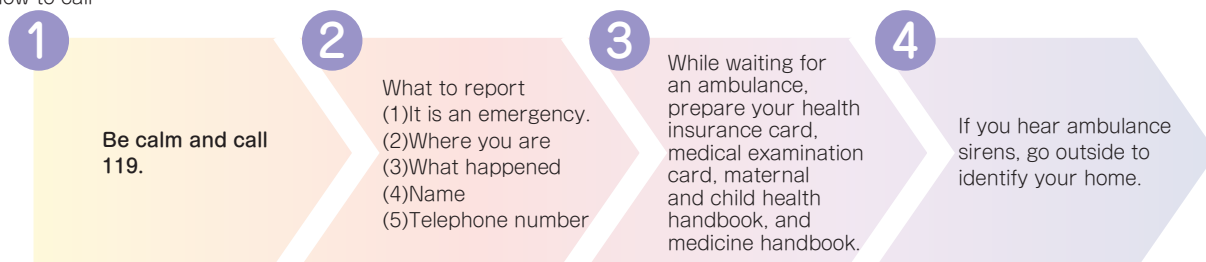 how to call
1
Be calm and call
119.
2
What to report
(1)It is an emergency.
(2)Where you are
(3)What happened
(4)Name
(5)Telephone number
3
While waiting for
an ambulance,
prepare your health
insurance card,
medical examination
card, maternal
and child health
handbook, and
medicine handbook.
4
If you hear ambulance
sirens, go outside to
identify your home.